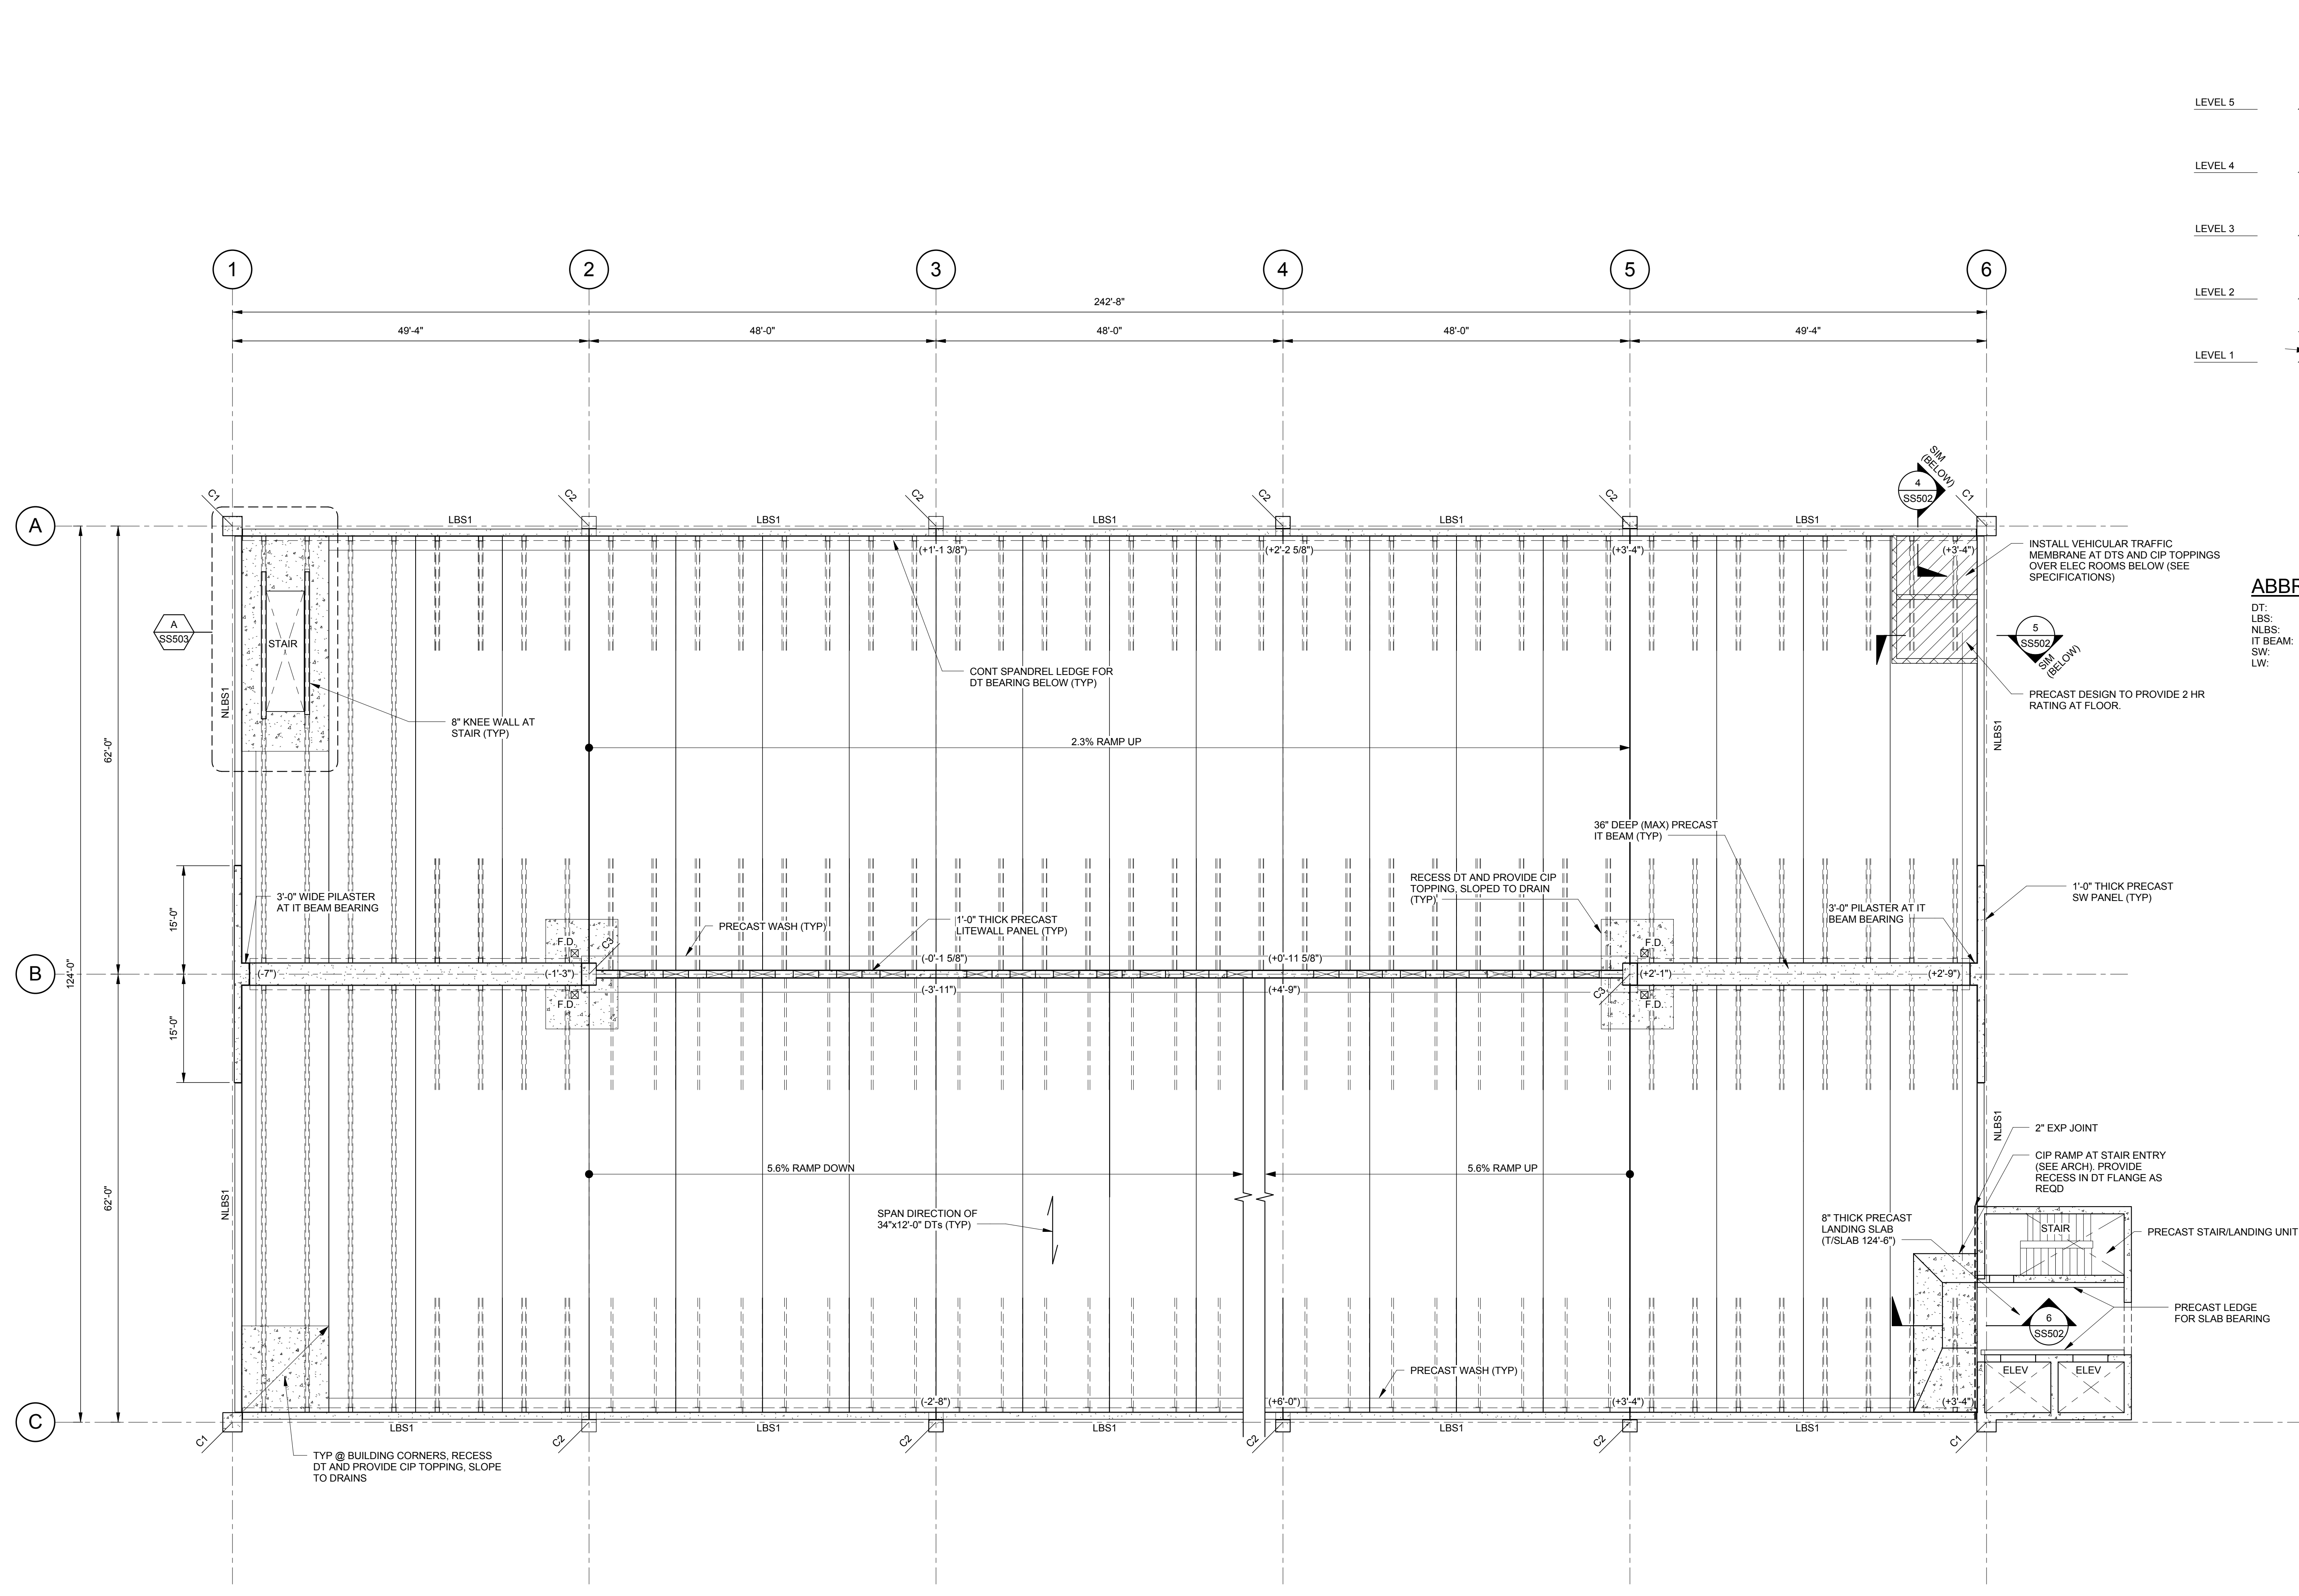 LEVEL 5
LEVEL 4
LEVEL 3
LEVEL 2
LEVEL 1
1
2
3
4
5
6
242'-8"
49'-4"
48'-0"
48'-0"
48'-0"
49'-4"
A
B
C
124'-0"
62'-0"
62'-0"
15'-0"
15'-0"
C1
C2
C2
C2
C2
C1
SIM
(BELOW)
4
SS502
LBS1
LBS1
LBS1
LBS1
LBS1
(+1'-1 3/8")
(+2'-2 5/8")
(+3'-4")
(+3'-4")
INSTALL VEHICULAR TRAFFIC
MEMBRANE AT DTS AND CIP TOPPINGS
OVER ELEC ROOMS BELOW (SEE
SPECIFICATIONS)
ABBR
DT:
LBS:
NLBS:
IT BEAM:
SW:
LW:
A
SS503
STAIR
5
SS502
SIM
(BELOW)
CONT SPANDREL LEDGE FOR
DT BEARING BELOW (TYP)
PRECAST DESIGN TO PROVIDE 2 HR
RATING AT FLOOR.
NLBS1
NLBS1
8" KNEE WALL AT
STAIR (TYP)
2.3% RAMP UP
36" DEEP (MAX) PRECAST
IT BEAM (TYP)
RECESS DT AND PROVIDE CIP
TOPPING, SLOPED TO DRAIN
(TYP)
3'-0" WIDE PILASTER
AT IT BEAM BEARING
PRECAST WASH (TYP)
1'-0" THICK PRECAST
LITEWALL PANEL (TYP)
3'-0" PILASTER AT IT
BEAM BEARING
1'-0" THICK PRECAST
SW PANEL (TYP)
F.D.
C3
F.D.
(-0'-1 5/8")
(+0'-11 5/8")
(-7")
(-1'-3")
(+2'-1")
(+2'-9")
(-3'-11")
(+4'-9")
F.D.
C3
F.D.
NLBS1
NLBS1
2" EXP JOINT
CIP RAMP AT STAIR ENTRY
(SEE ARCH). PROVIDE
RECESS IN DT FLANGE AS
REQD
5.6% RAMP DOWN
5.6% RAMP UP
SPAN DIRECTION OF
34"x12'-0" DTs (TYP)
8" THICK PRECAST
LANDING SLAB
(T/SLAB 124'-6")
STAIR
PRECAST STAIR/LANDING UNIT
PRECAST LEDGE
FOR SLAB BEARING
6
SS502
PRECAST WASH (TYP)
ELEV
ELEV
(-2'-8")
(+6'-0")
(+3'-4")
(+3'-4")
LBS1
LBS1
LBS1
LBS1
LBS1
C1
C2
C2
C2
C2
C1
TYP @ BUILDING CORNERS, RECESS
DT AND PROVIDE CIP TOPPING, SLOPE
TO DRAINS